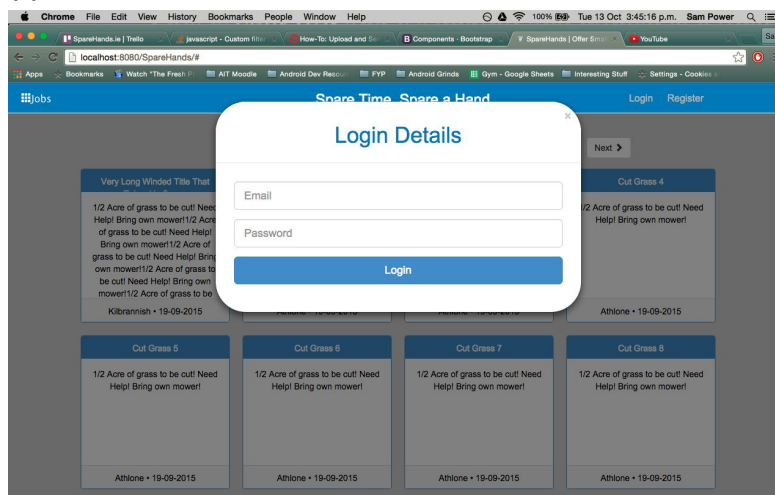 Chrome File Edit View History Bookmarks People Window Help 100% Tue 13 Oct 3:45:16 p.m. Sam Power
SpareHands.ie | Trello javascript - Custom filter How-To: Upload and Ser Components · Bootstrap SpareHands | Offer Sma YouTube Sa
localhost:8080/SpareHands/#
Apps Bookmarks Watch "The Fresh P AIT Moodle Android Dev Resour FYP Android Grinds Gym - Google Sheets Interesting Stuff Settings - Cookies
Jobs Spare Time, Spare a Hand Login Register
×
Login Details
Next
Email
Password
Login
Very Long Winded Title That
1/2 Acre of grass to be cut! Need
Help! Bring own mower!1/2 Acre
of grass to be cut! Need Help!
Bring own mower!1/2 Acre of
grass to be cut! Need Help! Bring
own mower!1/2 Acre of grass to
be cut! Need Help! Bring own
mower!1/2 Acre of grass to be
Kilbrannish • 19-09-2015
Athlone • 19-09-2015
Athlone • 19-09-2015
Cut Grass 4
1/2 Acre of grass to be cut! Need
Help! Bring own mower!
Athlone • 19-09-2015
Cut Grass 5
1/2 Acre of grass to be cut! Need
Help! Bring own mower!
Athlone • 19-09-2015
Cut Grass 6
1/2 Acre of grass to be cut! Need
Help! Bring own mower!
Athlone • 19-09-2015
Cut Grass 7
1/2 Acre of grass to be cut! Need
Help! Bring own mower!
Athlone • 19-09-2015
Cut Grass 8
1/2 Acre of grass to be cut! Need
Help! Bring own mower!
Athlone • 19-09-2015